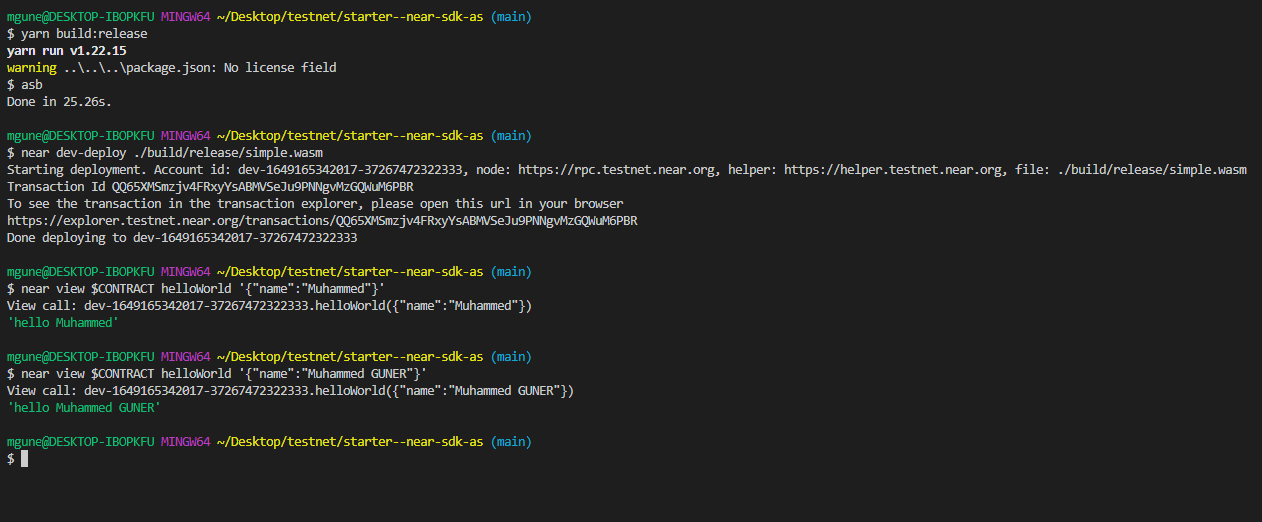 mgune@DESKTOP-IBOPKFU MINGW64 ~/Desktop/testnet/starter--near-sdk-as (main)
$ yarn build:release
yarn run v1.22.15
warning ..\..\..\package.json: No license field
$ asb
Done in 25.26s.
mgune@DESKTOP-IBOPKFU MINGW64 ~/Desktop/testnet/starter--near-sdk-as (main)
$ near dev-deploy ./build/release/simple.wasm
Starting deployment. Account id: dev-1649165342017-37267472322333, node: https://rpc.testnet.near.org, helper: https://helper.testnet.near.org, file: ./build/release/simple.wasm
Transaction Id QQ65XMSmzjv4FRxyYsABMVSeJu9PNNgvMzGQWuM6PBR
To see the transaction in the transaction explorer, please open this url in your browser
https://explorer.testnet.near.org/transactions/QQ65XMSmzjv4FRxyYsABMVSeJu9PNNgvMzGQWuM6PBR
Done deploying to dev-1649165342017-37267472322333
mgune@DESKTOP-IBOPKFU MINGW64 ~/Desktop/testnet/starter--near-sdk-as (main)
$ near view $CONTRACT helloWorld '{"name":"Muhammed"}'
View call: dev-1649165342017-37267472322333.helloWorld({"name":"Muhammed"})
'hello Muhammed'
mgune@DESKTOP-IBOPKFU MINGW64 ~/Desktop/testnet/starter--near-sdk-as (main)
$ near view $CONTRACT helloWorld '{"name":"Muhammed GUNER"}'
View call: dev-1649165342017-37267472322333.helloWorld({"name":"Muhammed GUNER"})
'hello Muhammed GUNER'
mgune@DESKTOP-IBOPKFU MINGW64 ~/Desktop/testnet/starter--near-sdk-as (main)
$